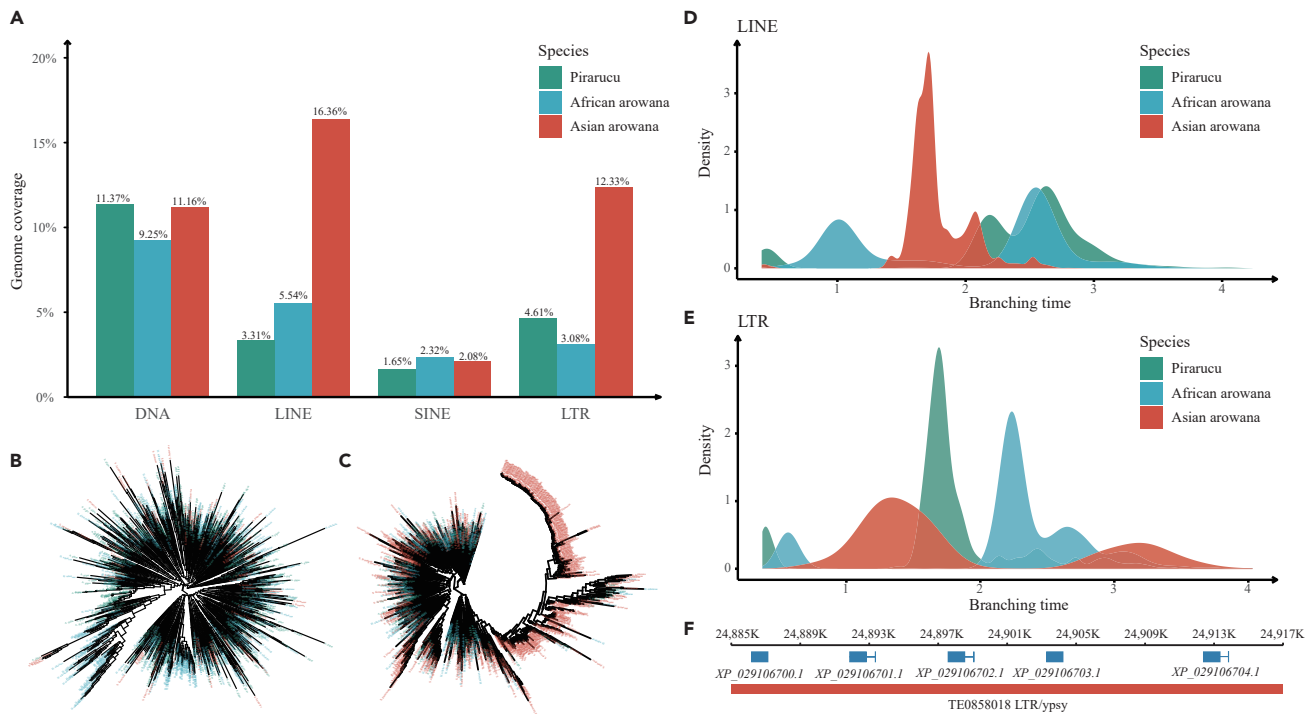 A
Species
Pirarucu
African arowana
Asian arowana
Genome coverage
20%
15%
10%
5%
0%
11.37%
9.25%
11.16%
3.31%
5.54%
16.36%
1.65%
2.32%
2.08%
4.61%
3.08%
12.33%
DNA
LINE
SINE
LTR
B
C
D
LINE
Species
Pirarucu
African arowana
Asian arowana
Density
3
2
1
0
1
2
3
4
Branching time
E
LTR
Species
Pirarucu
African arowana
Asian arowana
Density
3
2
1
0
1
2
3
4
Branching time
F
24,885K 24,889K 24,893K 24,897K 24,901K 24,905K 24,909K 24,913K 24,917K
XP_029106700.1 XP_029106701.1 XP_029106702.1 XP_029106703.1 XP_029106704.1
TE0858018 LTR/ypsy